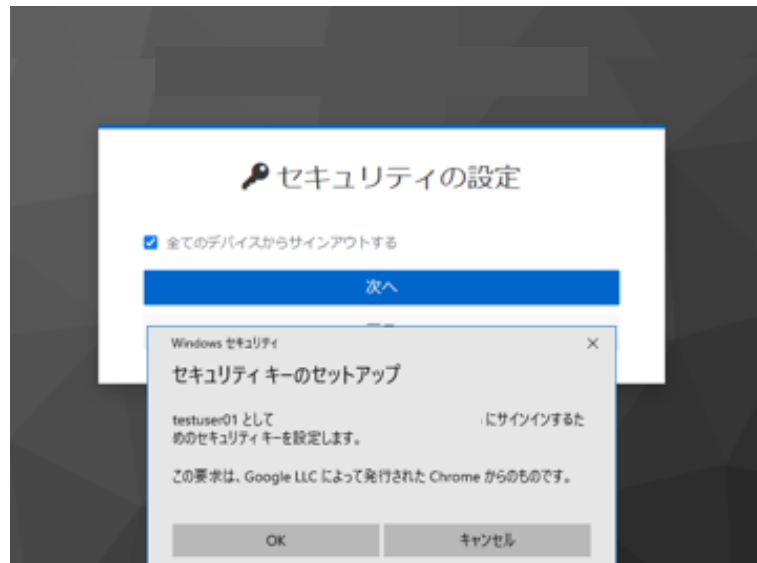 セキュリティの設定
全てのデバイスからサインアウトする
次へ
Windows セキュリティ
セキュリティ キーのセットアップ
testuser01 として にサインインするた
めのセキュリティ キーを設定します。
この要求は、Google LLC によって発行された Chrome からのものです。
OK
キャンセル